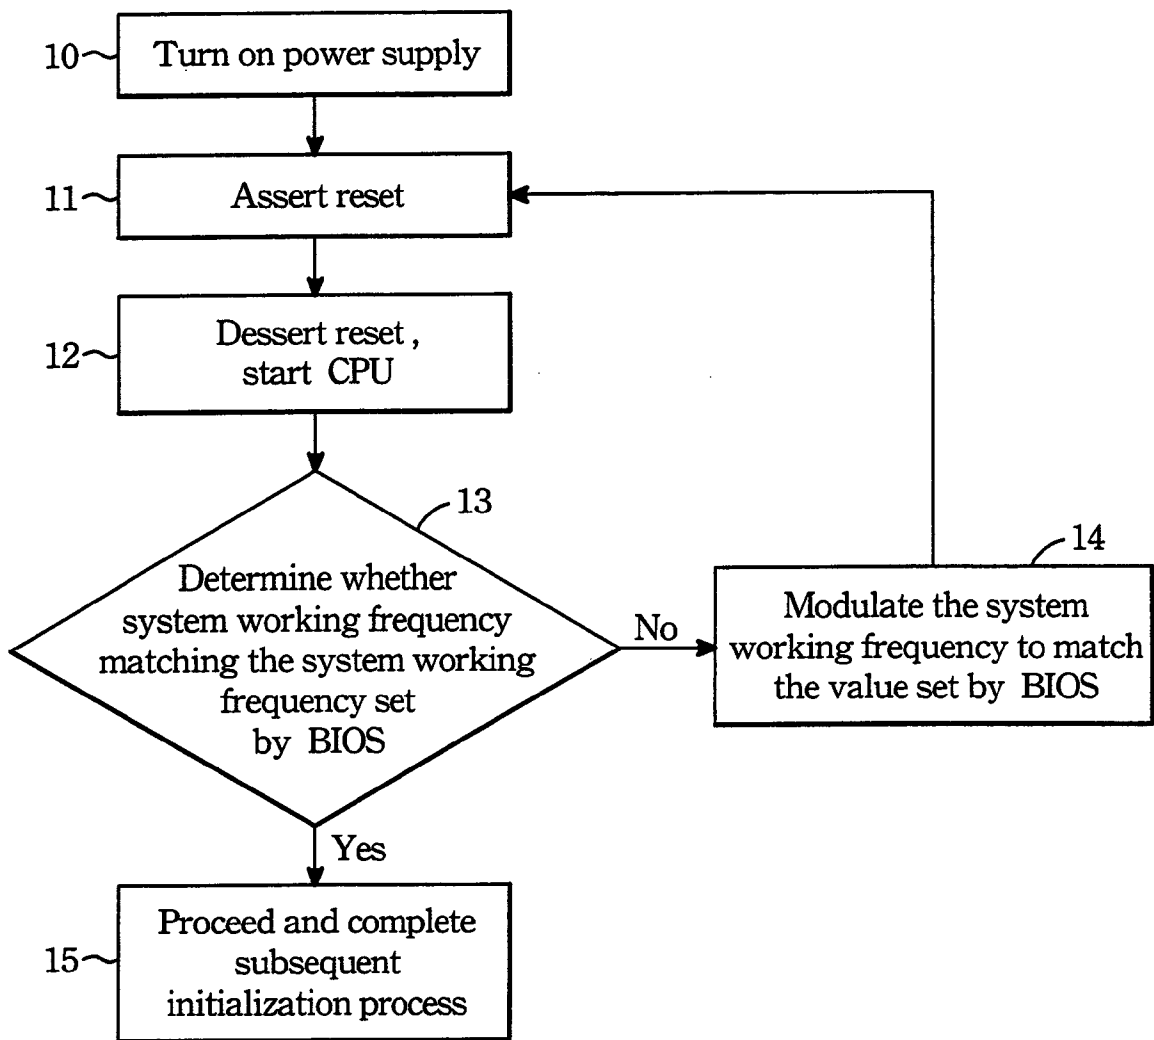 10
Turn on power supply
11
Assert reset
12
Dessert reset,
start CPU
13
Determine whether
system working frequency
matching the system working
frequency set
by BIOS
No
14
Modulate the system
working frequency to match
the value set by BIOS
Yes
15
Proceed and complete
subsequent
initialization process